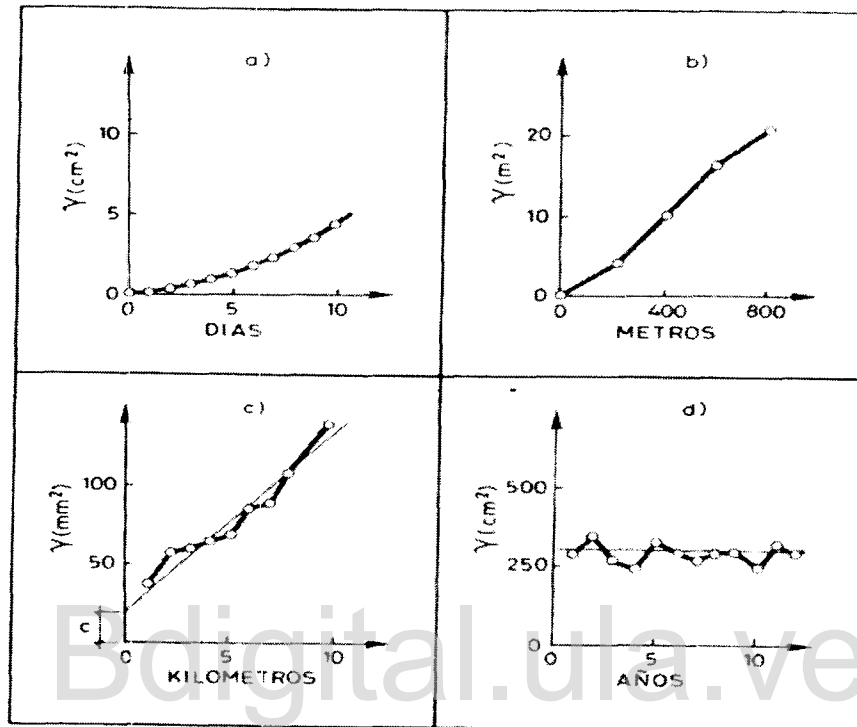 a)
γ(cm²)
10
5
0
0 5 10
DIAS
b)
γ(m²)
20
10
0
0 400 800
METROS
c)
γ(mm²)
100
50
c
0 5 10
KILOMETROS
d)
γ(cm²)
500
250
0
0 5 10
AÑOS
Bdigital.ula.ve